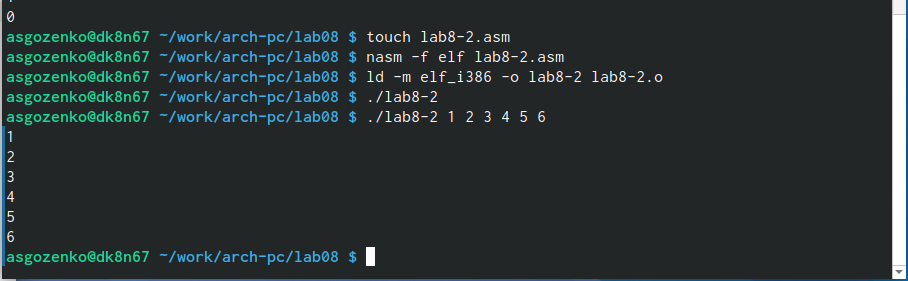 0
asgozenko@dk8n67 ~/work/arch-pc/lab08 $ touch lab8-2.asm
asgozenko@dk8n67 ~/work/arch-pc/lab08 $ nasm -f elf lab8-2.asm
asgozenko@dk8n67 ~/work/arch-pc/lab08 $ ld -m elf_i386 -o lab8-2 lab8-2.o
asgozenko@dk8n67 ~/work/arch-pc/lab08 $ ./lab8-2
asgozenko@dk8n67 ~/work/arch-pc/lab08 $ ./lab8-2 1 2 3 4 5 6
1
2
3
4
5
6
asgozenko@dk8n67 ~/work/arch-pc/lab08 $